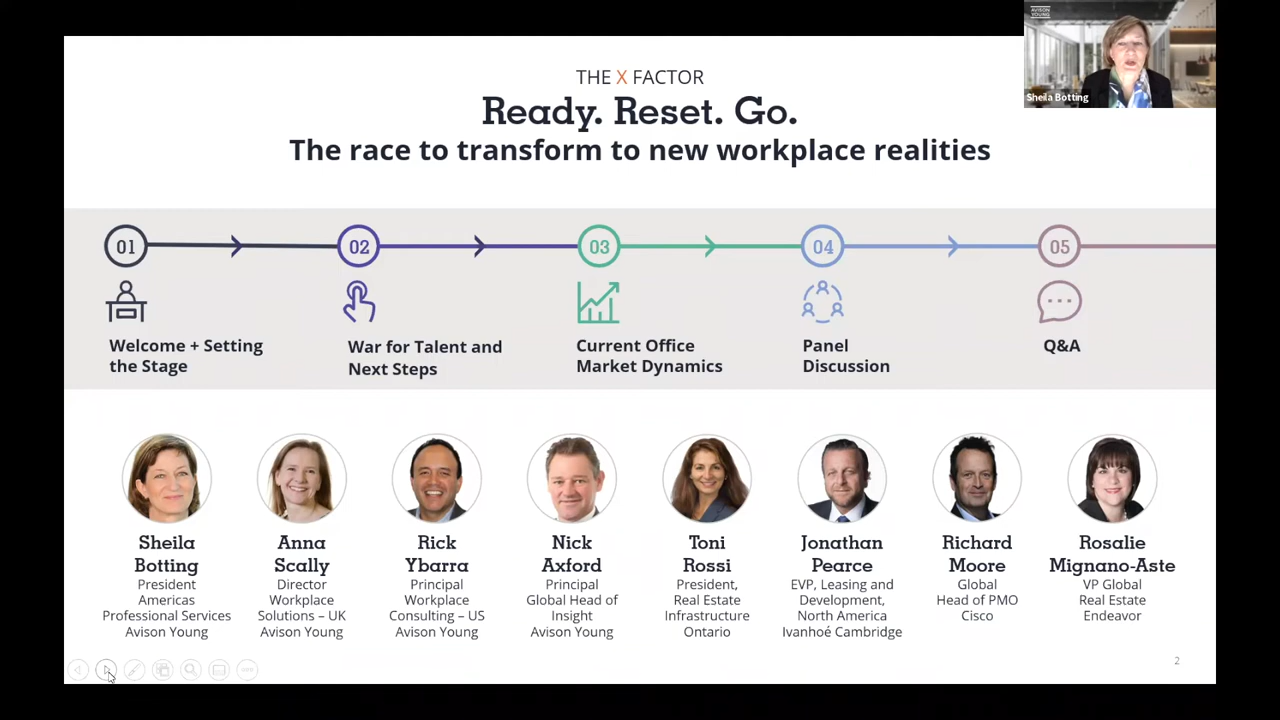 AVISON
YOUNG
Sheila Botting
THE X FACTOR
Ready. Reset. Go.
The race to transform to new workplace realities
01
02
03
04
05
Welcome + Setting
the Stage
War for Talent and
Next Steps
Current Office
Market Dynamics
Panel
Discussion
Q&A
Sheila
Botting
President
Americas
Professional Services
Avison Young
Anna
Scally
Director
Workplace
Solutions – UK
Avison Young
Rick
Ybarra
Principal
Workplace
Consulting – US
Avison Young
Nick
Axford
Principal
Global Head of
Insight
Avison Young
Toni
Rossi
President,
Real Estate
Infrastructure
Ontario
Jonathan
Pearce
EVP, Leasing and
Development,
North America
Ivanhoé Cambridge
Richard
Moore
Global
Head of PMO
Cisco
Rosalie
Mignano-Aste
VP Global
Real Estate
Endeavor
2